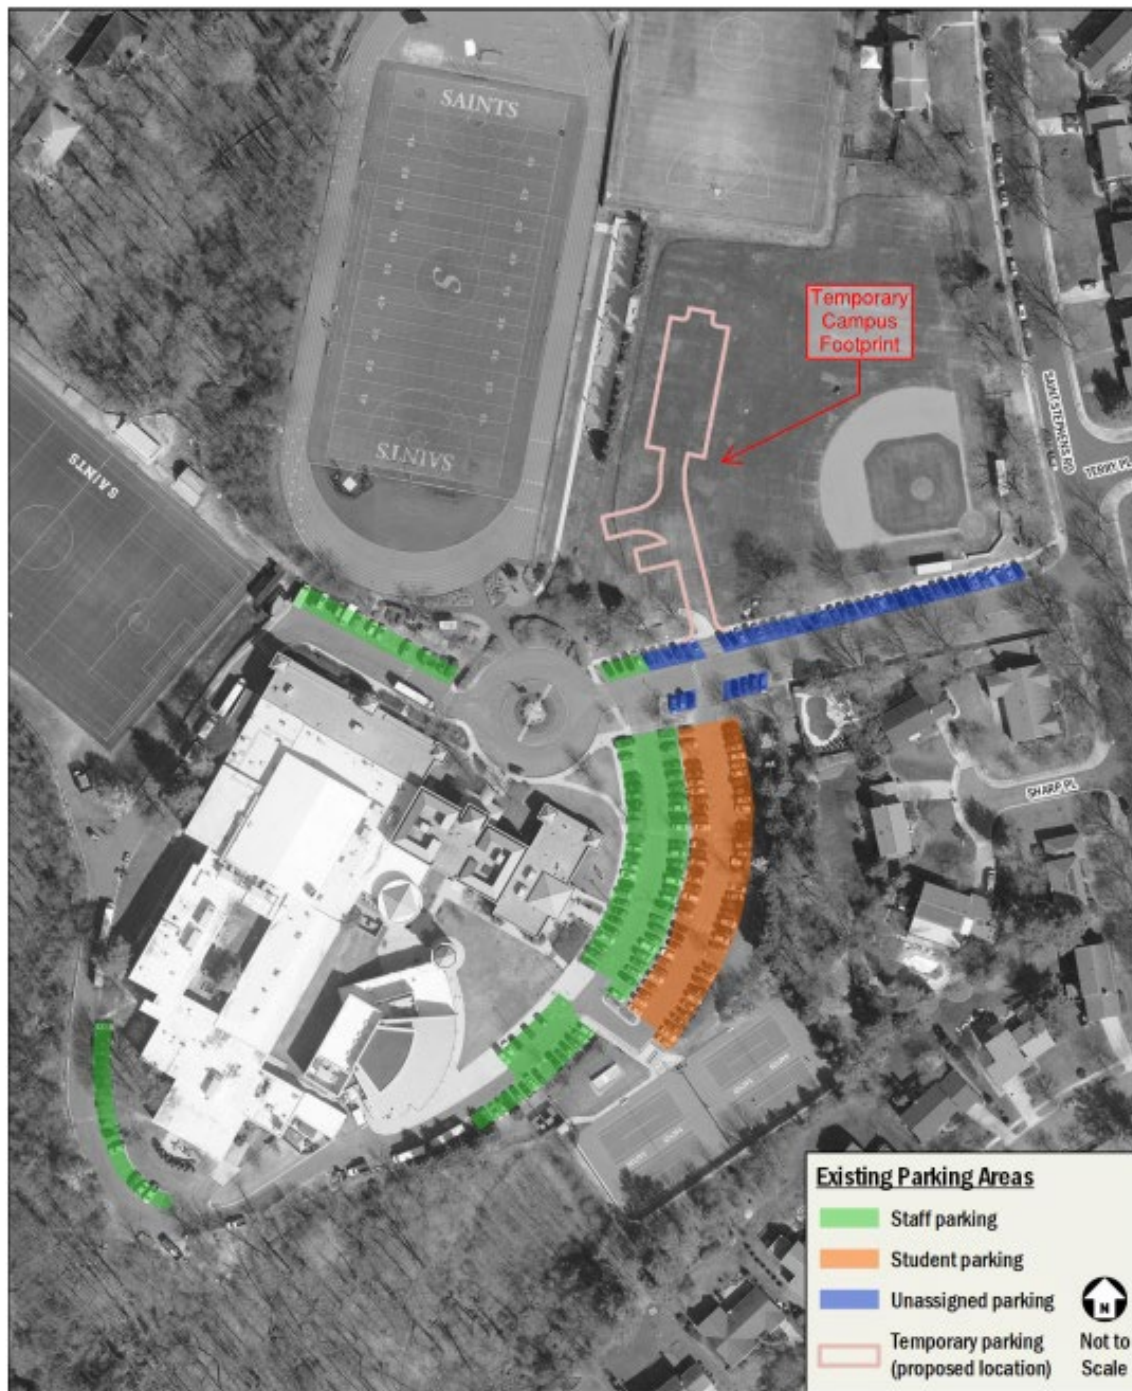 SAINTS
S
SAINTS
SAINTS
Temporary
Campus
Footprint
SAINT STEPHENS RD
TERRY PL
SHARP PL
Existing Parking Areas
Staff parking
Student parking
Unassigned parking
Temporary parking
(proposed location)
N
Not to
Scale